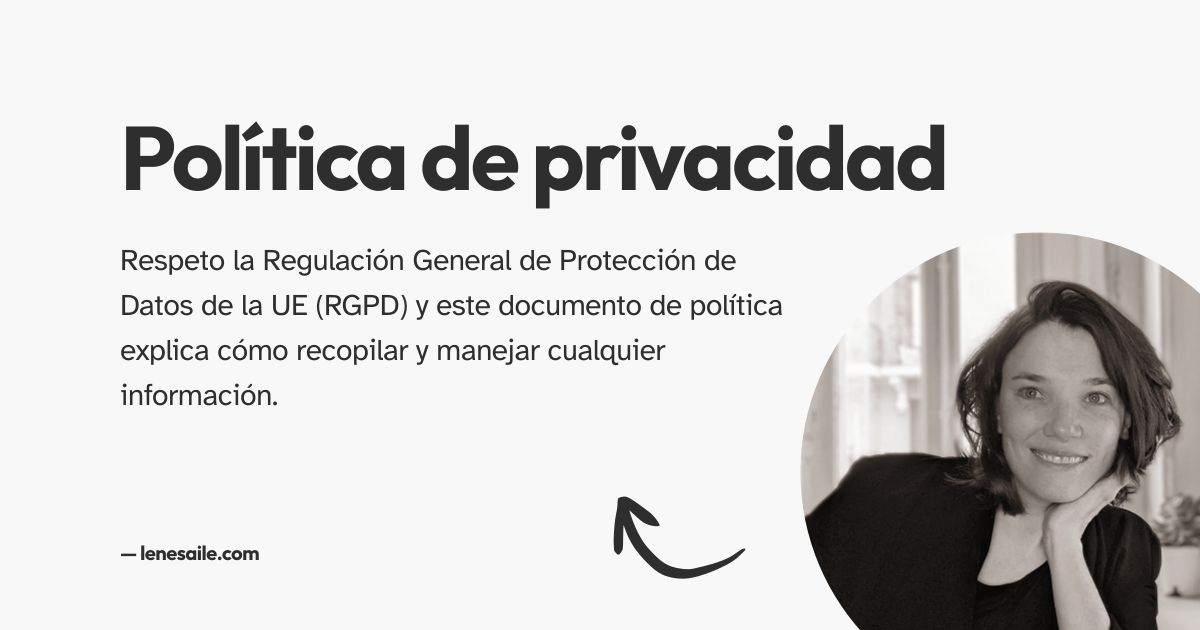 Política de privacidad
Respeto la Regulación General de Protección de
Datos de la UE (RGPD) y este documento de política
explica cómo recopilar y manejar cualquier
información.
— lenesaile.com